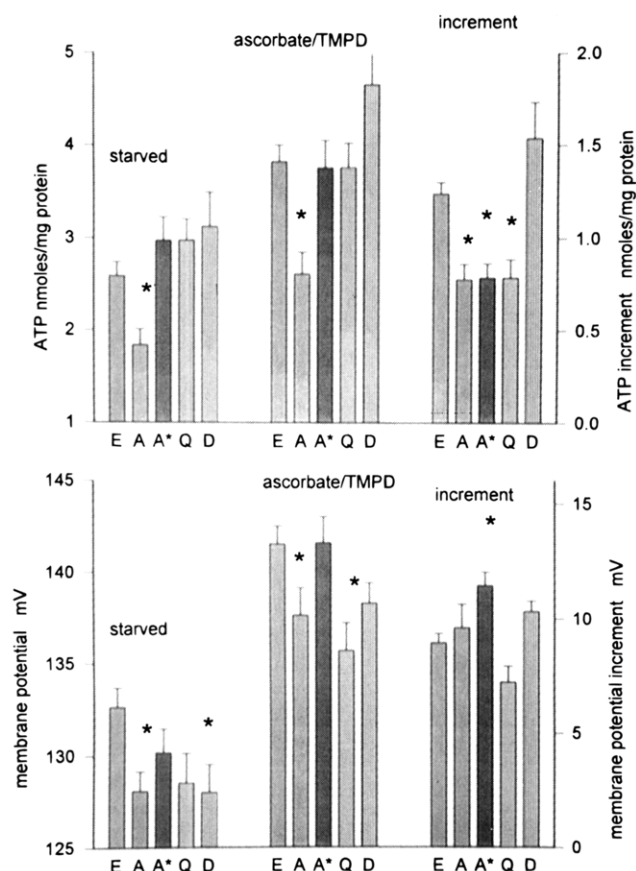 increment
ascorbate/TMPD
5
2.0
starved
4
1.5
*
*
*
*
*
3
1.0
2
0.5
1
0.0
ATP nmoles/mg protein
ATP increment nmoles/mg protein
E A A* Q D
E A A* Q D
E A A* Q D
145
ascorbate/TMPD
increment
15
*
140
*
*
10
starved
135
*
*
5
130
125
0
membrane potential mV
membrane potential increment mV
E A A* Q D
E A A* Q D
E A A* Q D